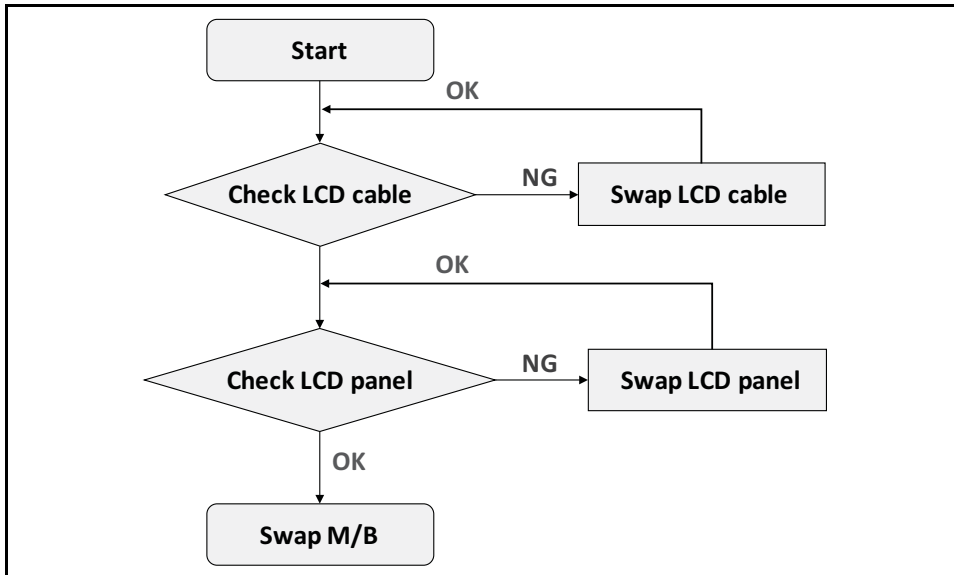 Start
OK
Check LCD cable
NG
Swap LCD cable
OK
Check LCD panel
NG
Swap LCD panel
OK
Swap M/B